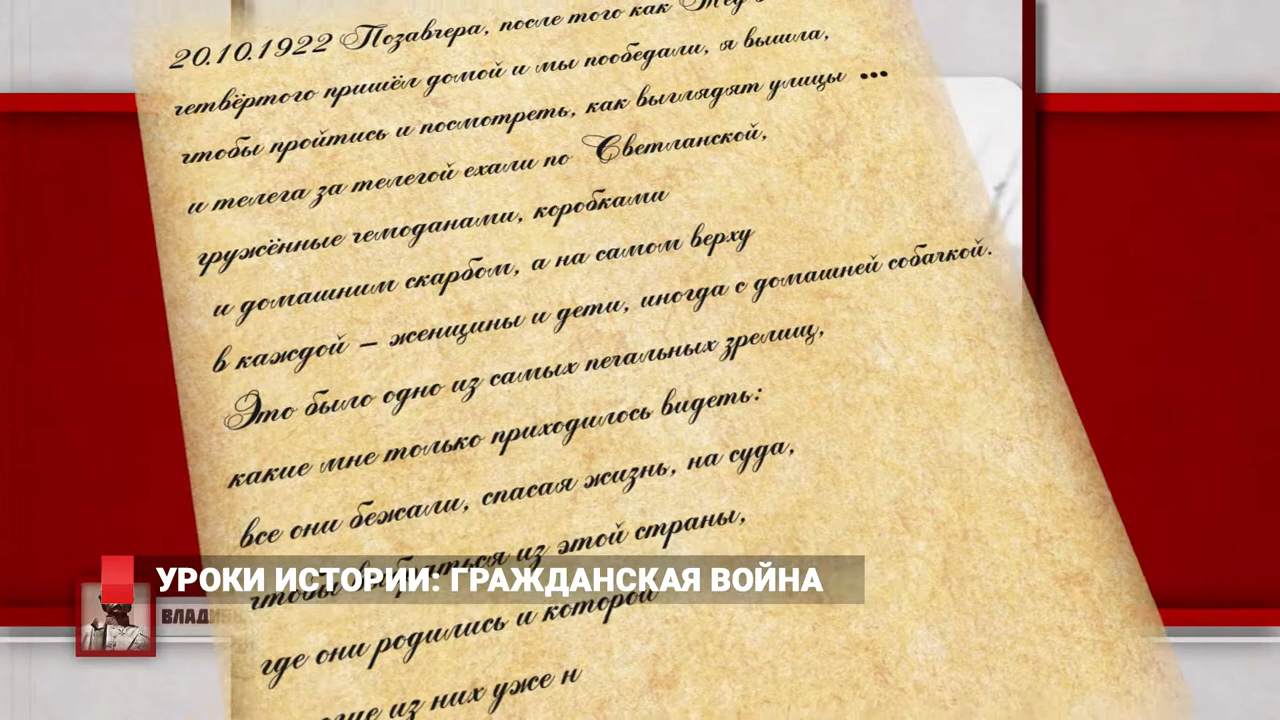 20.10.1922 Позавчера, после того как Тед
четвёртого пришёл домой и мы пообедали, я вышла,
чтобы пройтись и посмотреть, как выглядят улицы ...
и телега за телегой ехали по Светланской,
гружённые чемоданами, коробками
и домашним скарбом, а на самом верху
в каждой – женщины и дети, иногда с домашней собачкой.
Это было одно из самых печальных зрелищ,
какие мне только приходилось видеть:
все они бежали, спасая жизнь, на суда,
чтобы выбраться из этой страны,
УРОКИ ИСТОРИИ: ГРАЖДАНСКАЯ ВОЙНА
где они родились и которой
из них уже н